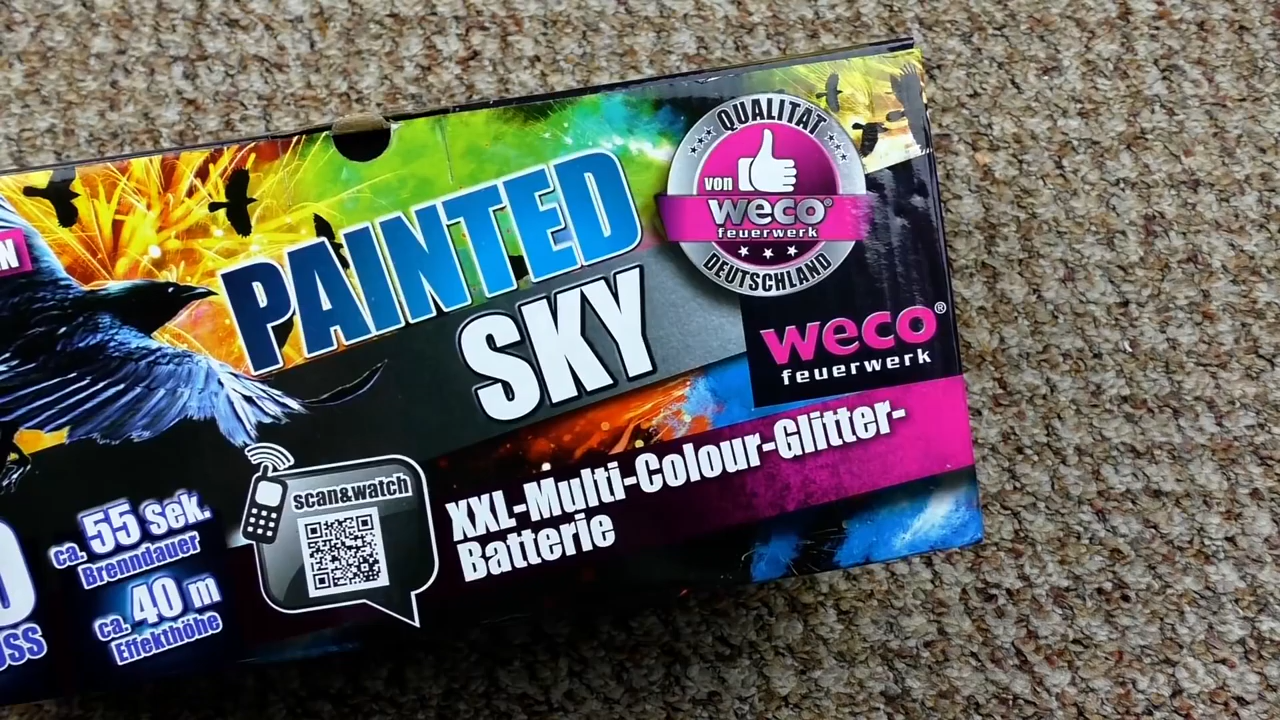 PAINTED
SKY
QUALITÄT
von
weco®
feuerwerk
DEUTSCHLAND
weco®
feuerwerk
XXL-Multi-Colour-Glitter-
Batterie
scan&watch
ca. 55 sek.
Brenndauer
ca. 40 m
Effekthöhe